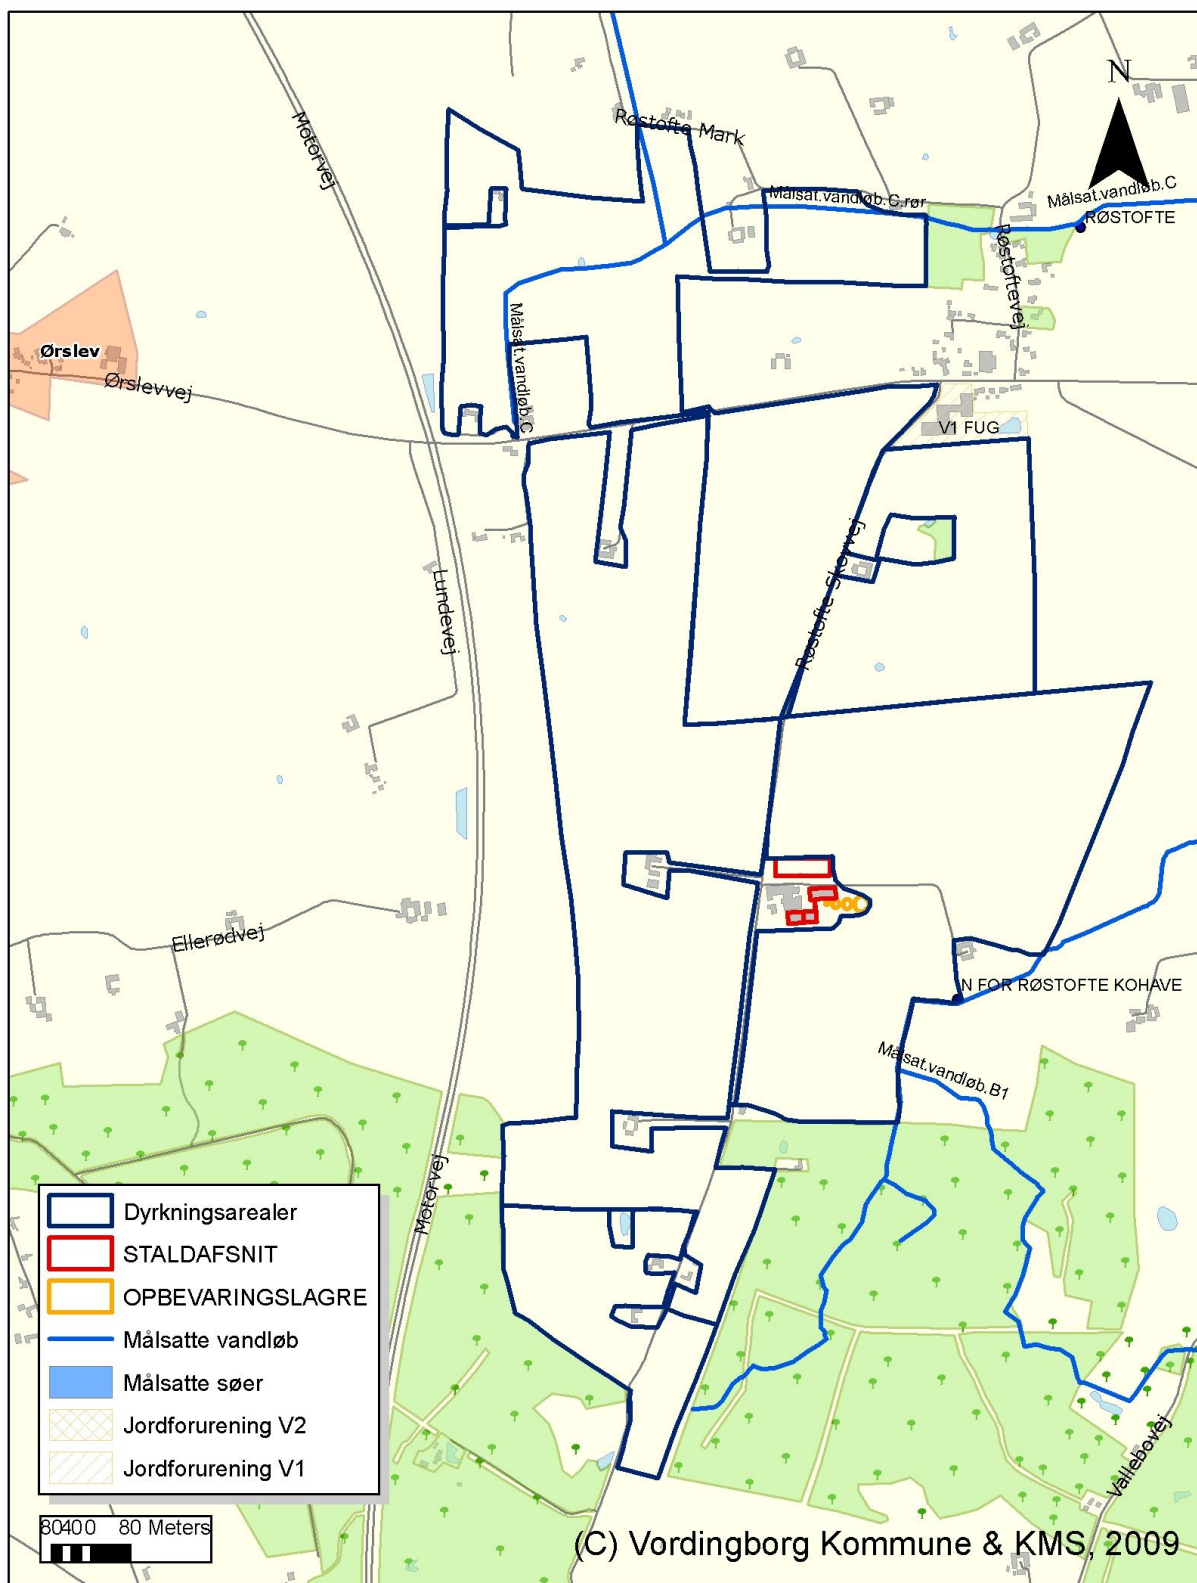 N
Motorvej
Røstofte Mark
Målsat.vandløb.C.rør
Målsat.vandløb.C
RØSTOFTE
Røstoftevej
Målsat.vandløb.C
Ørslev
Ørslevvej
V1 FUG
Røstofte Skovvej
Lundevej
Ellerødvej
N FOR RØSTOFTE KOHAVE
Målsat.vandløb.B1
Motorvej
Vallebovej
Dyrkningsarealer
STALDAFSNIT
OPBEVARINGSLAGRE
Målsatte vandløb
Målsatte søer
Jordforurening V2
Jordforurening V1
80400 80 Meters
(C) Vordingborg Kommune & KMS, 2009